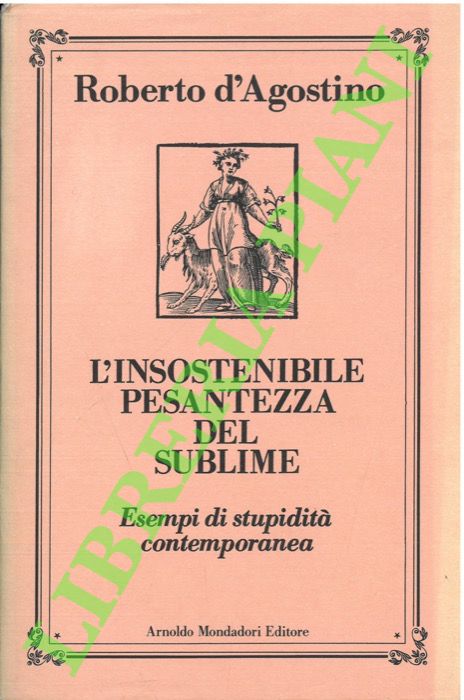 Roberto d'Agostino
L'INSOSTENIBILE
PESANTEZZA
DEL
SUBLIME
Esempi di stupidità
contemporanea
Arnoldo Mondadori Editore
LIBRERIA PIANI